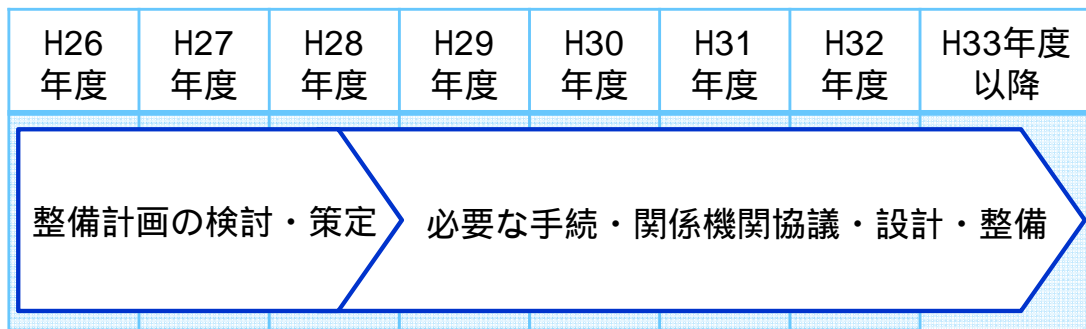 H26
年度
H27
年度
H28
年度
H29
年度
H30
年度
H31
年度
H32
年度
H33年度
以降
整備計画の検討・策定
必要な手続・関係機関協議・設計・整備